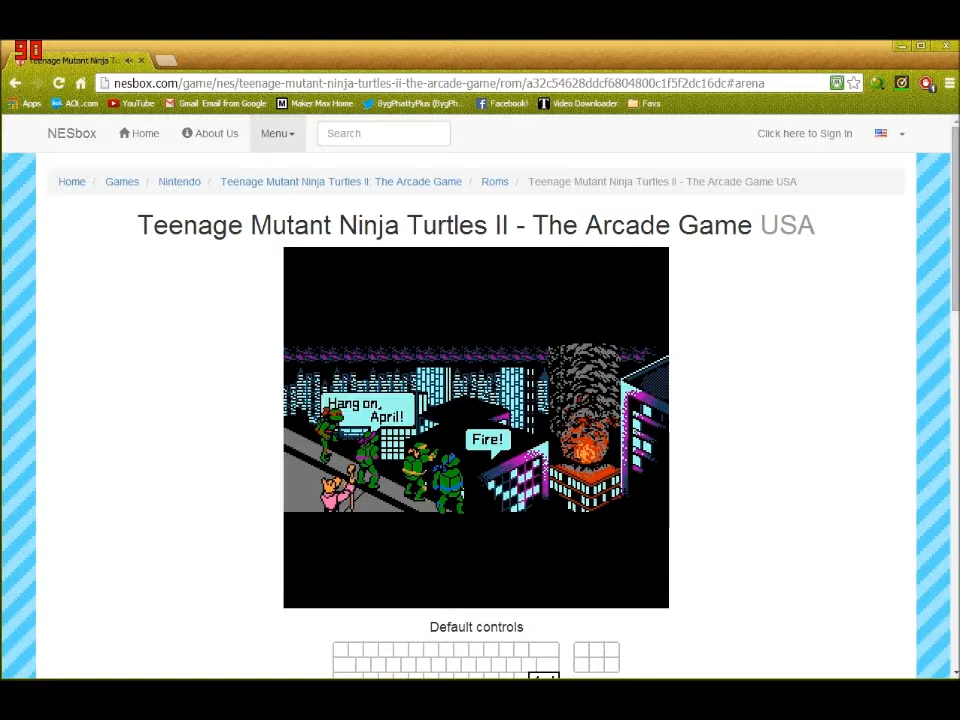 90
Teenage Mutant Ninja Tu
nesbox.com/game/nes/teenage-mutant-ninja-turtles-ii-the-arcade-game/rom/a32c54628ddcf6804800c1f5f2dc16dc#arena
Apps AOL.com YouTube Gmail Email from Google Maker Max Home BygPhattyPlus (BygPh... Facebook! Video Downloader Favs
NESbox Home About Us Menu Search Click here to Sign In
Home / Games / Nintendo / Teenage Mutant Ninja Turtles II: The Arcade Game / Roms / Teenage Mutant Ninja Turtles II - The Arcade Game USA
Teenage Mutant Ninja Turtles II - The Arcade Game USA
Hang on,
April!
Fire!
Default controls